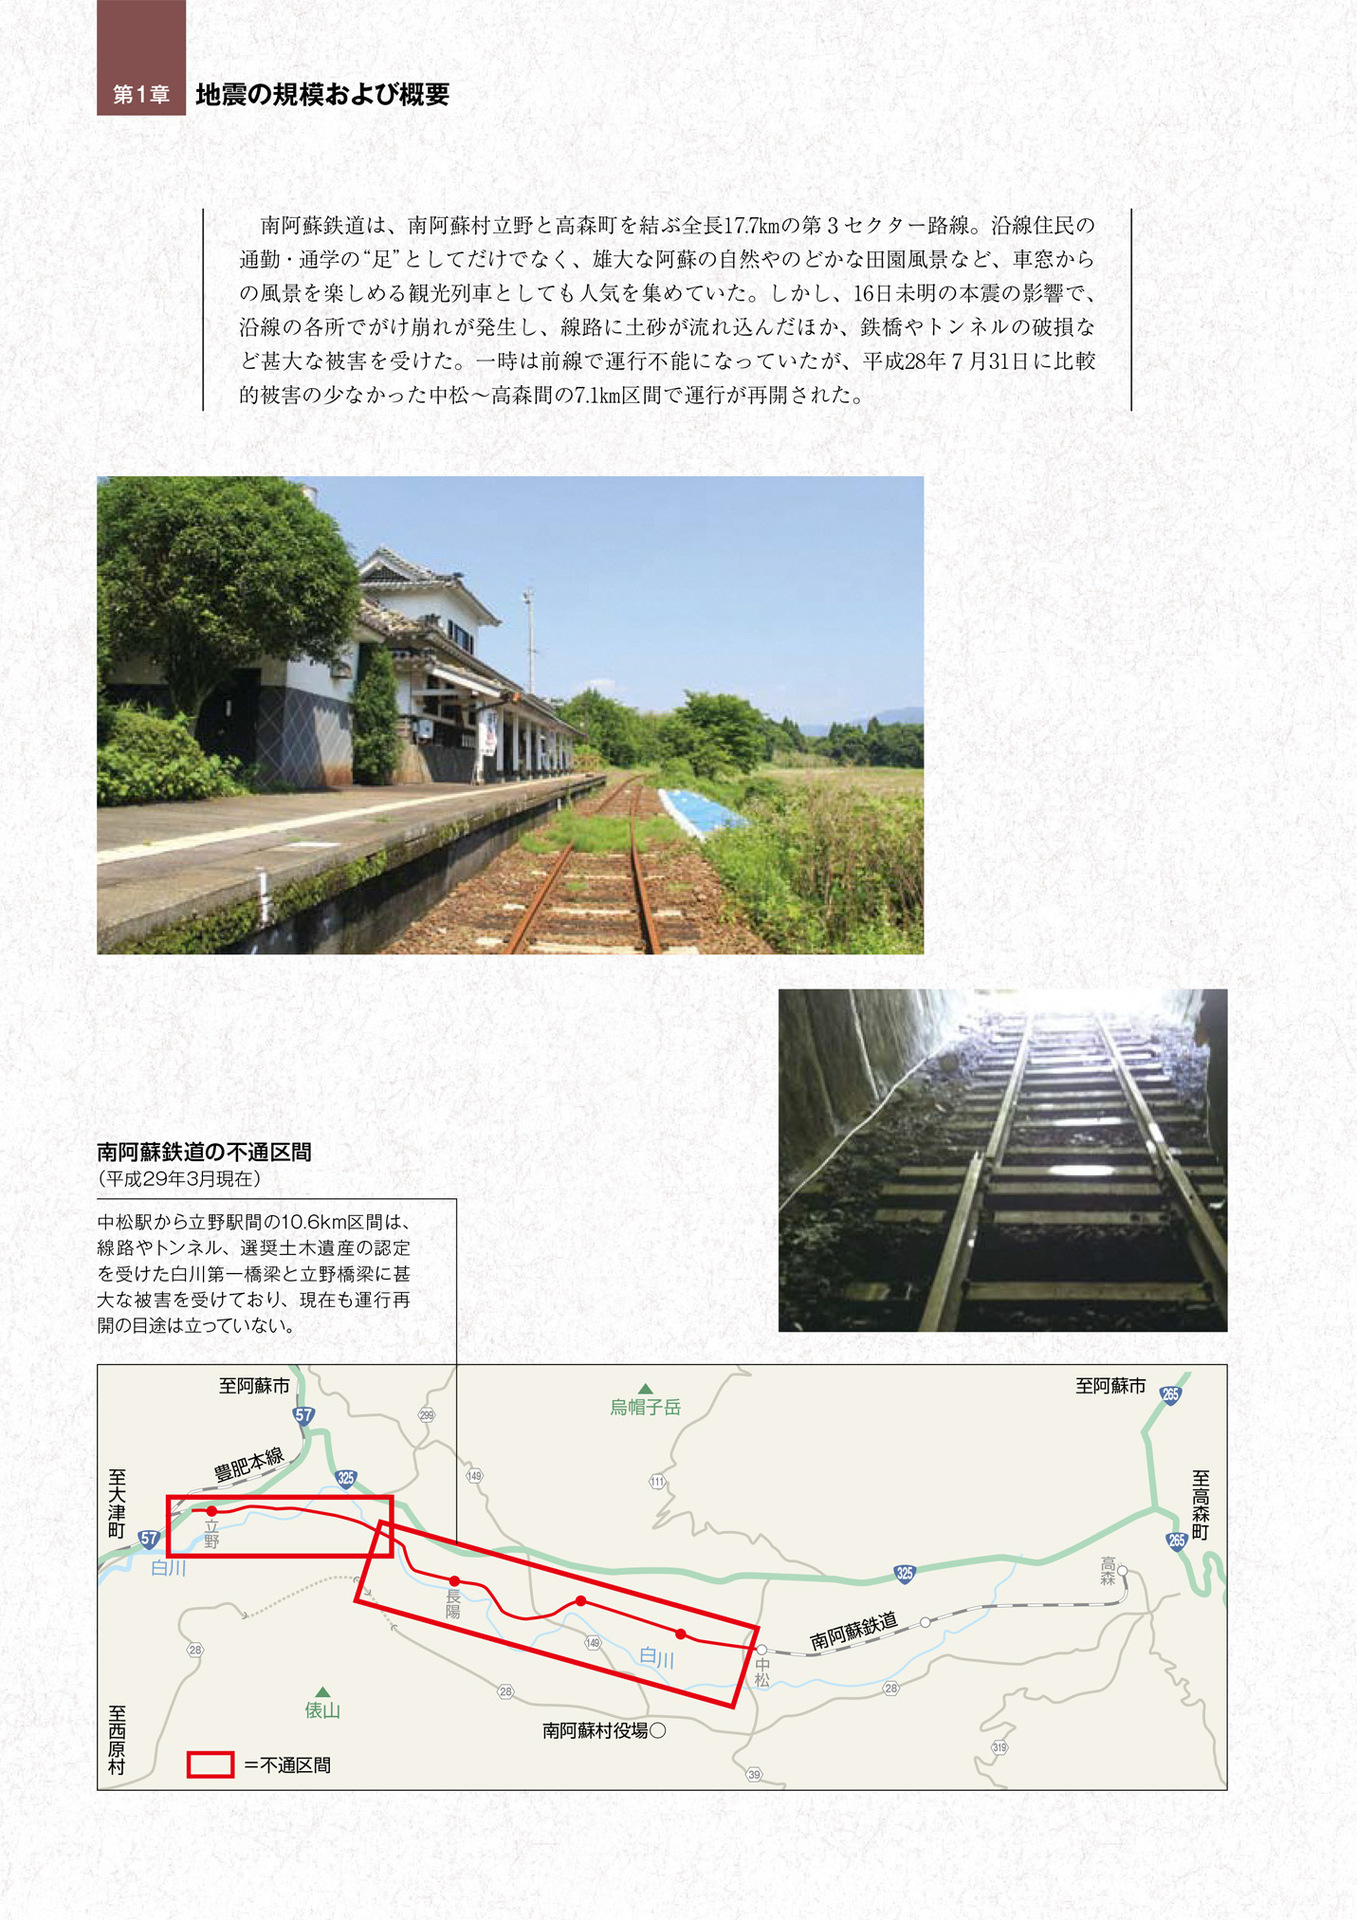 第1章
地震の規模および概要
南阿蘇鉄道は、南阿蘇村立野と高森町を結ぶ全長17.7㎞の第３セクター路線。沿線住民の
通勤・通学の“足”としてだけでなく、雄大な阿蘇の自然やのどかな田園風景など、車窓から
の風景を楽しめる観光列車としても人気を集めていた。しかし、16日未明の本震の影響で、
沿線の各所でがけ崩れが発生し、線路に土砂が流れ込んだほか、鉄橋やトンネルの破損な
ど甚大な被害を受けた。一時は前線で運行不能になっていたが、平成28年７月31日に比較
的被害の少なかった中松～高森間の7.1㎞区間で運行が再開された。
南阿蘇鉄道の不通区間
（平成29年3月現在）
中松駅から立野駅間の10.6km区間は、
線路やトンネル、選奨土木遺産の認定
を受けた白川第一橋梁と立野橋梁に甚
大な被害を受けており、現在も運行再
開の目途は立っていない。
至阿蘇市
57
豊肥本線
325
299
149
烏帽子岳
111
至阿蘇市
265
至大津町
57
立野
白川
至高森町
265
325
高森
長陽
149
白川
中松
南阿蘇鉄道
28
28
28
俵山
至西原村
南阿蘇村役場○
319
39
＝不通区間